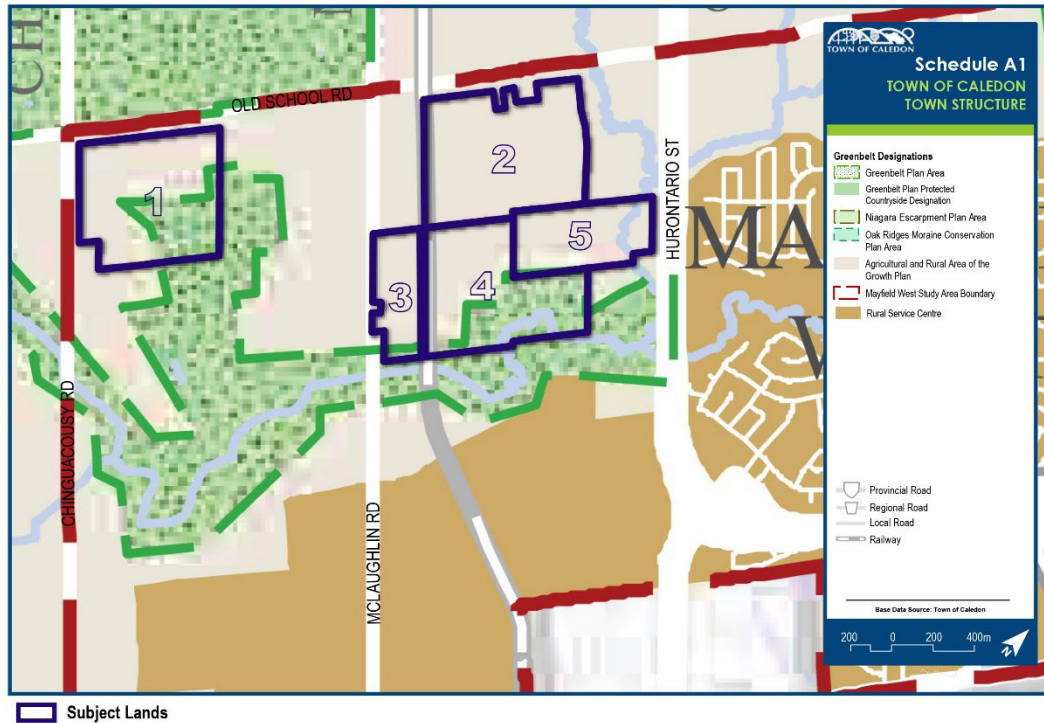 CH
OLD SCHOOL RD
HURONTARIO ST
CHINGUACOUSY RD
MCLAUGHLIN RD
1
2
3
4
5
MA
TOWN OF CALEDON
Schedule A1
TOWN OF CALEDON
TOWN STRUCTURE
Greenbelt Designations
Greenbelt Plan Area
Greenbelt Plan Protected
Countryside Designation
Niagara Escarpment Plan Area
Oak Ridges Moraine Conservation
Plan Area
Agricultural and Rural Area of the
Growth Plan
Mayfield West Study Area Boundary
Rural Service Centre
Provincial Road
Regional Road
Local Road
Railway
Base Data Source: Town of Caledon
200 0 200 400m
N
Subject Lands